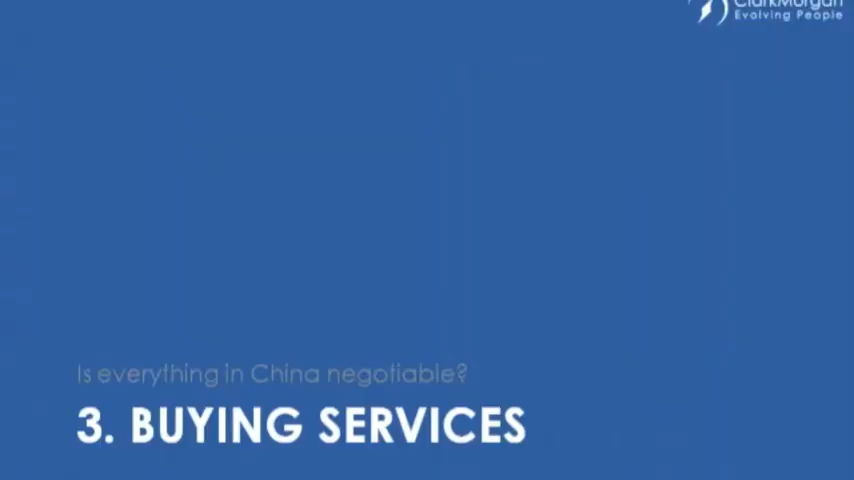 ClarkMorgan
Evolving People
Is everything in China negotiable?
3. BUYING SERVICES